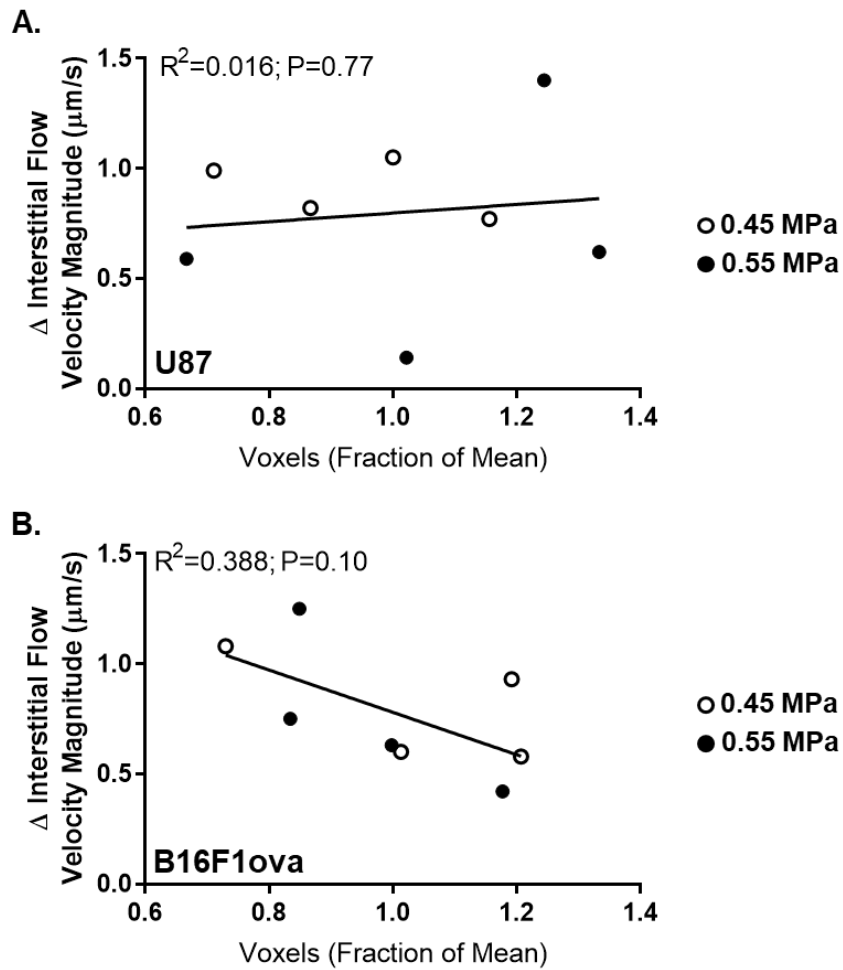 A.
R²=0.016; P=0.77
Δ Interstitial Flow
Velocity Magnitude (μm/s)
1.5
1.0
0.5
0.0
U87
0.6 0.8 1.0 1.2 1.4
Voxels (Fraction of Mean)
0.45 MPa
0.55 MPa
B.
R²=0.388; P=0.10
Δ Interstitial Flow
Velocity Magnitude (μm/s)
1.5
1.0
0.5
0.0
B16F1ova
0.6 0.8 1.0 1.2 1.4
Voxels (Fraction of Mean)
0.45 MPa
0.55 MPa